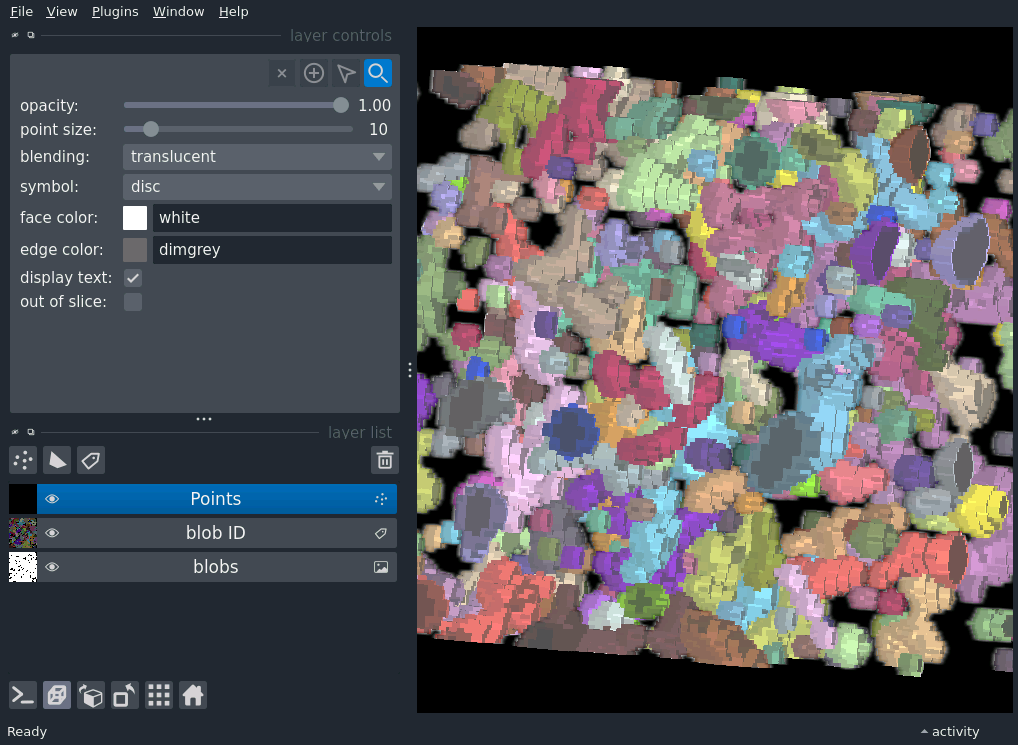 File View Plugins Window Help
layer controls
opacity: 1.00
point size: 10
blending: translucent
symbol: disc
face color: white
edge color: dimgrey
display text:
out of slice:
layer list
Points
blob ID
blobs
Ready
activity